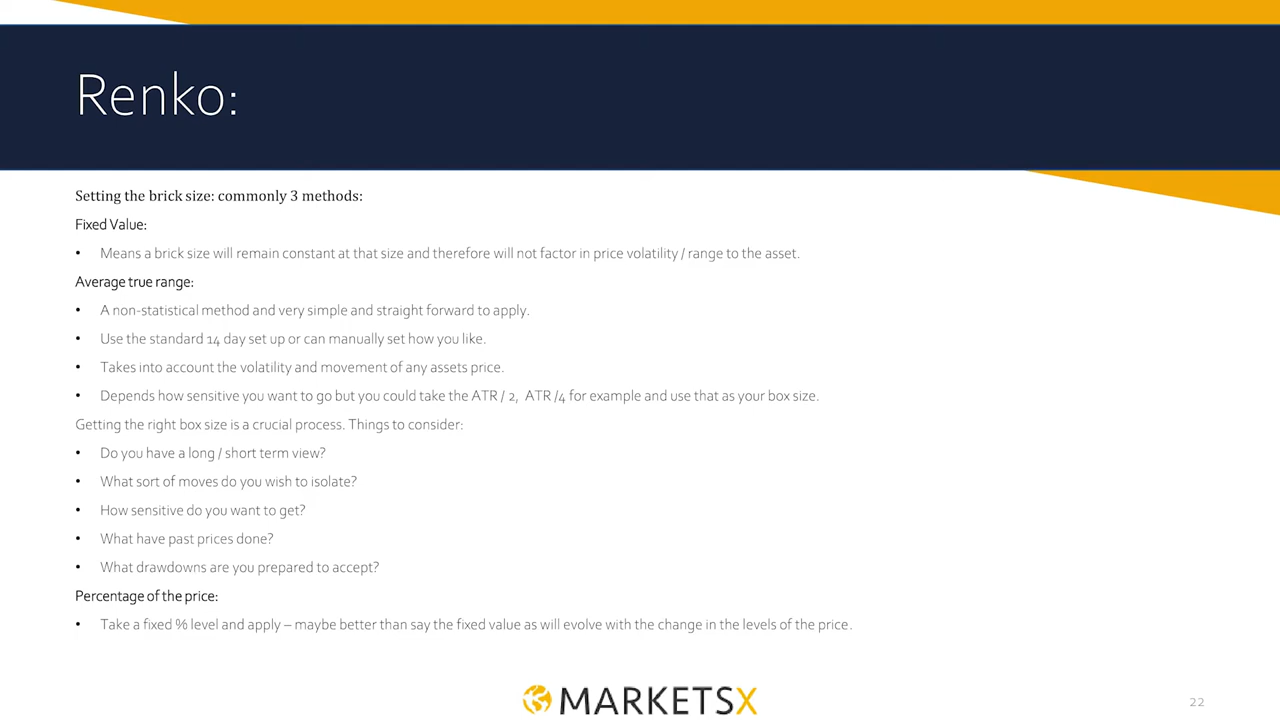 Renko:
Setting the brick size: commonly 3 methods:
Fixed Value:
• Means a brick size will remain constant at that size and therefore will not factor in price volatility / range to the asset.
Average true range:
• A non-statistical method and very simple and straight forward to apply.
• Use the standard 14 day set up or can manually set how you like.
• Takes into account the volatility and movement of any assets price.
• Depends how sensitive you want to go but you could take the ATR / 2, ATR /4 for example and use that as your box size.
Getting the right box size is a crucial process. Things to consider:
• Do you have a long / short term view?
• What sort of moves do you wish to isolate?
• How sensitive do you want to get?
• What have past prices done?
• What drawdowns are you prepared to accept?
Percentage of the price:
• Take a fixed % level and apply – maybe better than say the fixed value as will evolve with the change in the levels of the price.
MARKETSX
22